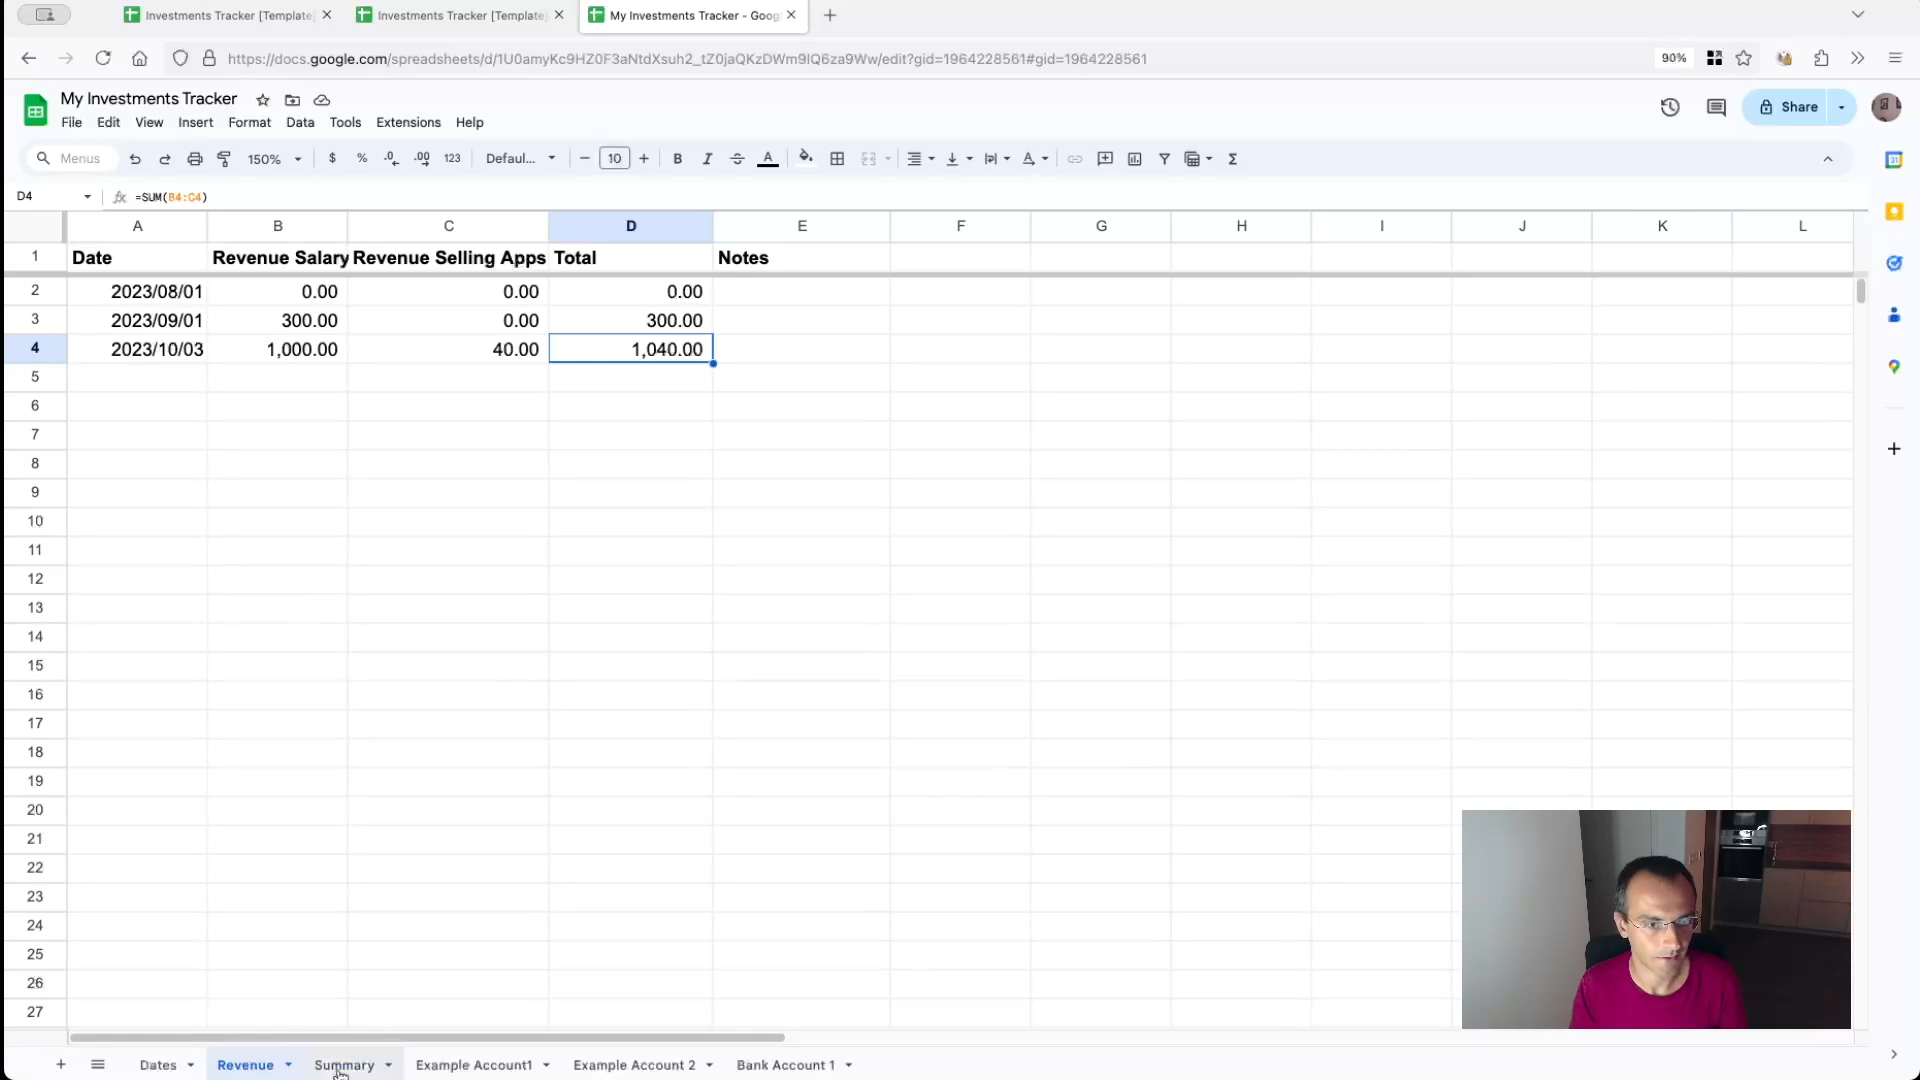 Investments Tracker [Template]
Investments Tracker [Template]
My Investments Tracker - Goog
https://docs.google.com/spreadsheets/d/1U0amyKc9HZ0F3aNtdXsuh2_tZ0jaQKzDWm9lQ6za9Ww/edit?gid=1964228561#gid=1964228561
90%
My Investments Tracker
Share
File Edit View Insert Format Data Tools Extensions Help
Menus 150% $ % .0 .00 123 Defaul... 10 B I A
31
D4 =SUM(B4:C4)
A B C D E F G H I J K L
1 Date Revenue Salary Revenue Selling Apps Total Notes
2 2023/08/01 0.00 0.00 0.00
3 2023/09/01 300.00 0.00 300.00
4 2023/10/03 1,000.00 40.00 1,040.00
5
6
7
8
9
10
11
12
13
14
15
16
17
18
19
20
21
22
23
24
25
26
27
Dates Revenue Summary Example Account1 Example Account 2 Bank Account 1